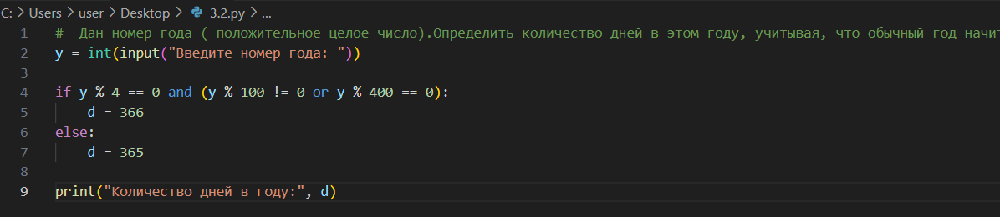 C: > Users > user > Desktop > 3.2.py > ...
1 #  Дан номер года ( положительное целое число).Определить количество дней в этом году, учитывая, что обычный год
2 y = int(input("Введите номер года: "))
3
4 if y % 4 == 0 and (y % 100 != 0 or y % 400 == 0):
5     d = 366
6 else:
7     d = 365
8
9 print("Количество дней в году:", d)